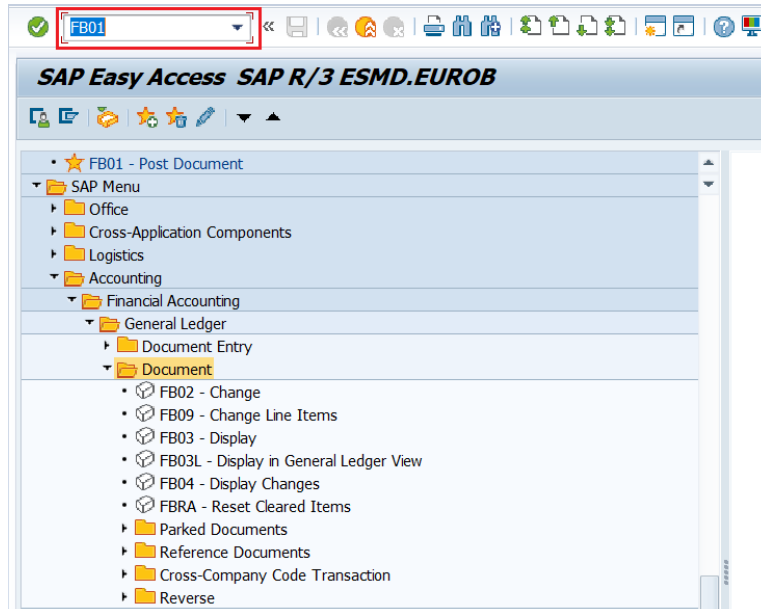 FB01
SAP Easy Access SAP R/3 ESMD.EUROB
FB01 - Post Document
SAP Menu
Office
Cross-Application Components
Logistics
Accounting
Financial Accounting
General Ledger
Document Entry
Document
FB02 - Change
FB09 - Change Line Items
FB03 - Display
FB03L - Display in General Ledger View
FB04 - Display Changes
FBRA - Reset Cleared Items
Parked Documents
Reference Documents
Cross-Company Code Transaction
Reverse